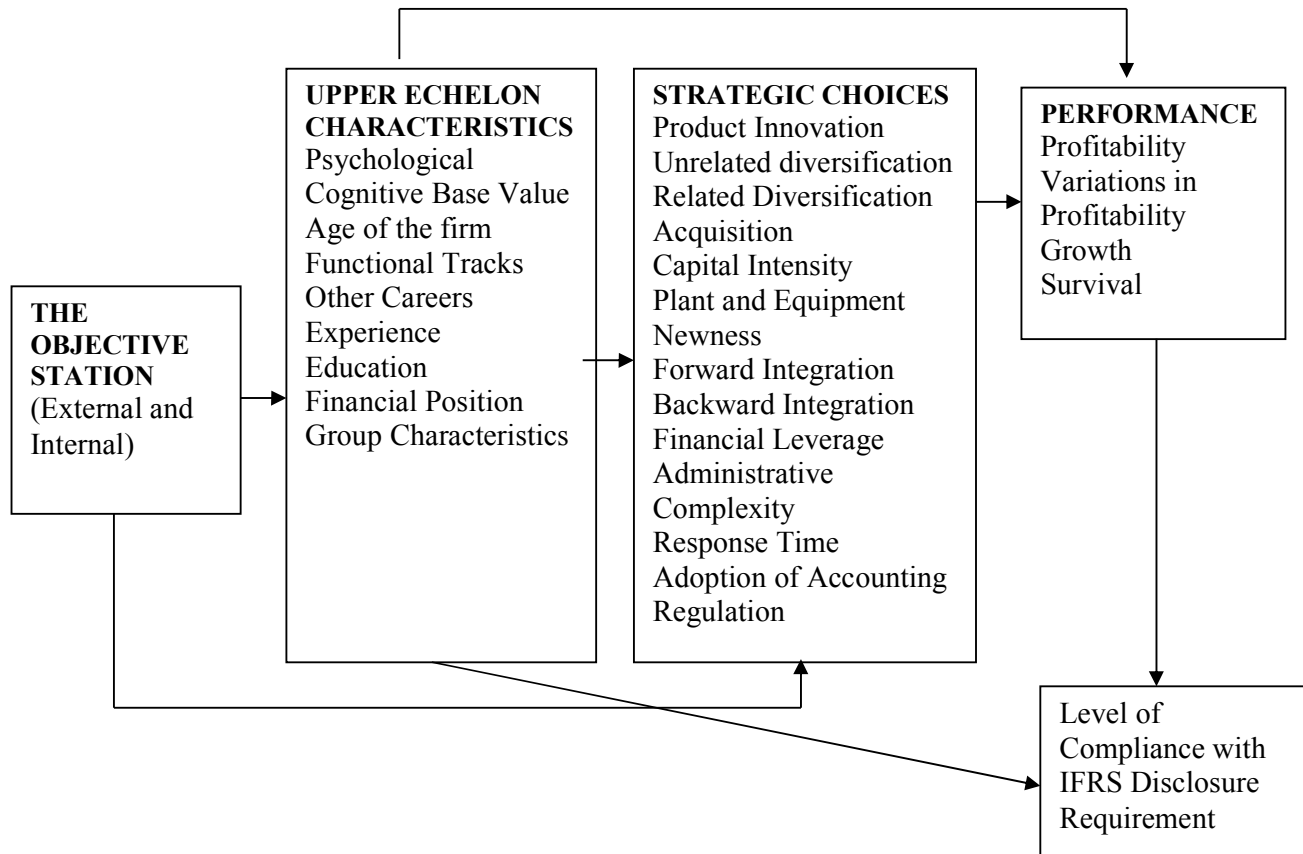 THE
OBJECTIVE
STATION
(External and
Internal)
UPPER ECHELON
CHARACTERISTICS
Psychological
Cognitive Base Value
Age of the firm
Functional Tracks
Other Careers
Experience
Education
Financial Position
Group Characteristics
STRATEGIC CHOICES
Product Innovation
Unrelated diversification
Related Diversification
Acquisition
Capital Intensity
Plant and Equipment
Newness
Forward Integration
Backward Integration
Financial Leverage
Administrative
Complexity
Response Time
Adoption of Accounting
Regulation
PERFORMANCE
Profitability
Variations in
Profitability
Growth
Survival
Level of
Compliance with
IFRS Disclosure
Requirement